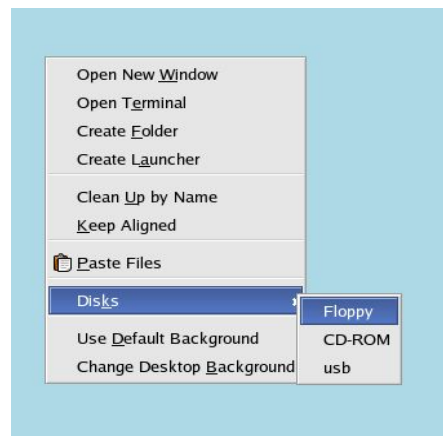 Open New Window
Open Terminal
Create Folder
Create Launcher
Clean Up by Name
Keep Aligned
Paste Files
Disks
Floppy
CD-ROM
usb
Use Default Background
Change Desktop Background